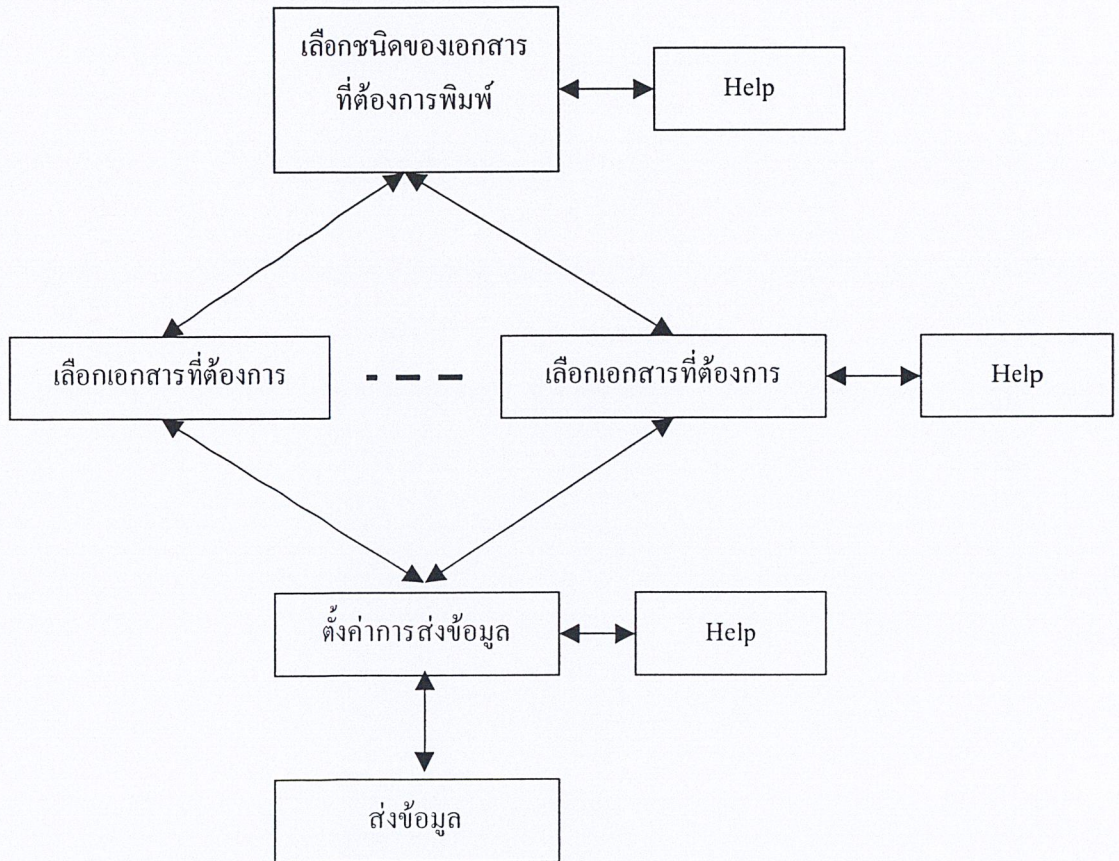 เลือกชนิดของเอกสาร
ที่ต้องการพิมพ์
Help
เลือกเอกสารที่ต้องการ
เลือกเอกสารที่ต้องการ
Help
ตั้งค่าการส่งข้อมูล
Help
ส่งข้อมูล